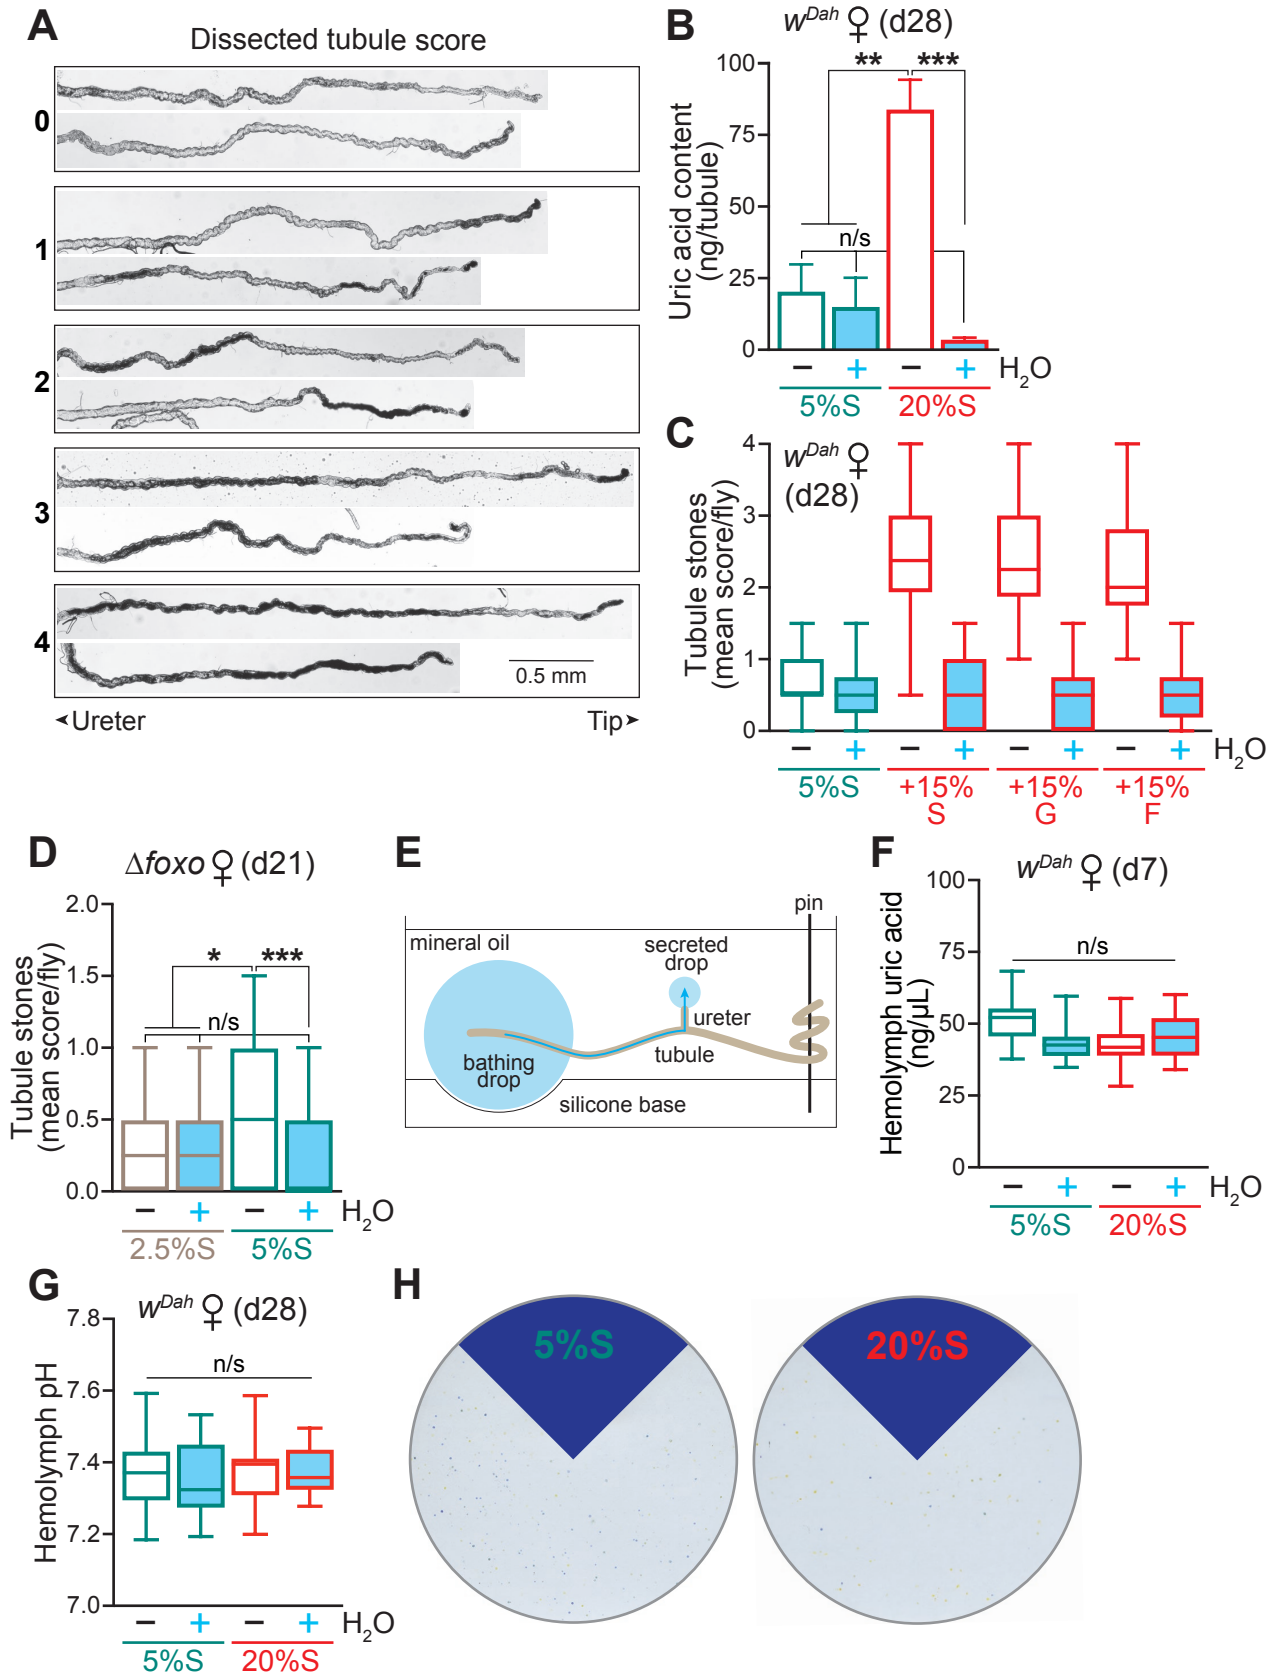 A
Dissected tubule score
0
1
2
3
4
0.5 mm
Ureter
Tip
B
wDah ♀ (d28)
Uric acid content
(ng/tubule)
100
75
50
25
0
** ***
n/s
− + − + H2O
5%S 20%S
C
wDah ♀
(d28)
Tubule stones
(mean score/fly)
4
3
2
1
0
− + − + − + − + H2O
5%S +15% +15% +15%
S G F
D
Δfoxo ♀ (d21)
Tubule stones
(mean score/fly)
2.0
1.5
1.0
0.5
0.0
* ***
n/s
− + − + H2O
2.5%S 5%S
E
pin
mineral oil
secreted
drop
ureter
tubule
bathing
drop
silicone base
F
wDah ♀ (d7)
Hemolymph uric acid
(ng/µL)
100
75
50
25
0
n/s
− + − + H2O
5%S 20%S
G
wDah ♀ (d28)
Hemolymph pH
7.8
7.6
7.4
7.2
7.0
n/s
− + − + H2O
5%S 20%S
H
5%S
20%S